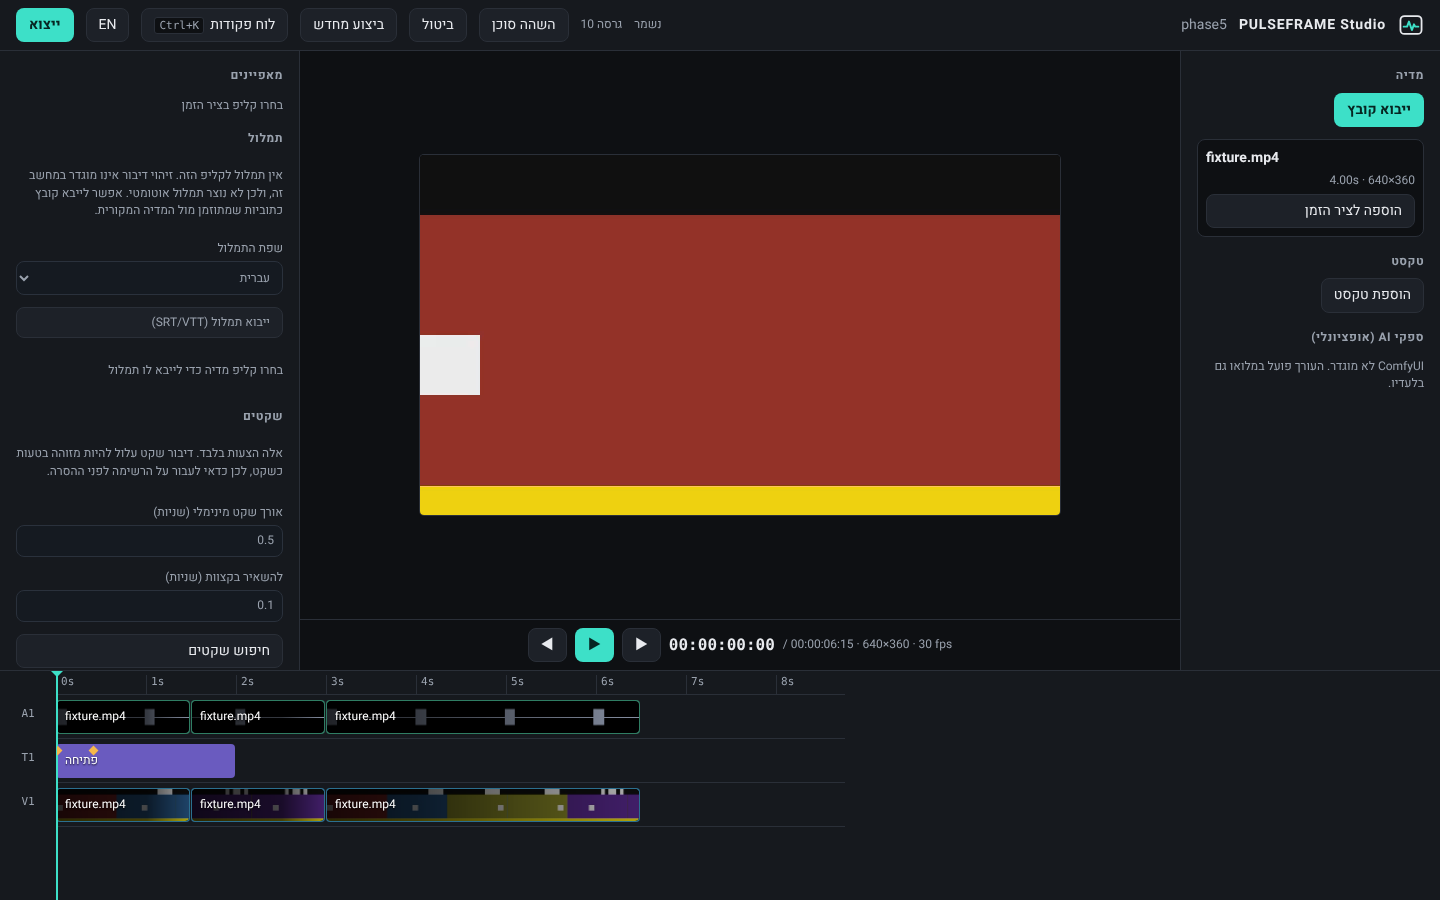 PULSEFRAME Studio phase5
נשמר גרסה 10 השהה סוכן ביטול ביצוע מחדש לוח פקודות Ctrl+K EN ייצוא
מדיה
ייבוא קובץ
fixture.mp4
4.00s · 640×360
הוספה לציר הזמן
טקסט
הוספת טקסט
ספקי AI (אופציונלי)
ComfyUI לא מוגדר. העורך פועל במלואו גם
בלעדיו.
00:00:00:00 / 00:00:06:15 · 640×360 · 30 fps
מאפיינים
בחרו קליפ בציר הזמן
תמלול
אין תמלול לקליפ הזה. זיהוי דיבור אינו מוגדר במחשב
זה, ולכן לא נוצר תמלול אוטומטי. אפשר לייבא קובץ
כתוביות שמתוזמן מול המדיה המקורית.
שפת התמלול
עברית
ייבוא תמלול (SRT/VTT)
בחרו קליפ מדיה כדי לייבא לו תמלול
שקטים
אלה הצעות בלבד. דיבור שקט עלול להיות מזוהה בטעות
כשקט, לכן כדאי לעבור על הרשימה לפני ההסרה.
אורך שקט מינימלי (שניות)
0.5
להשאיר בקצוות (שניות)
0.1
חיפוש שקטים
0s 1s 2s 3s 4s 5s 6s 7s 8s
A1 fixture.mp4 fixture.mp4 fixture.mp4
T1 פתיחה
V1 fixture.mp4 fixture.mp4 fixture.mp4